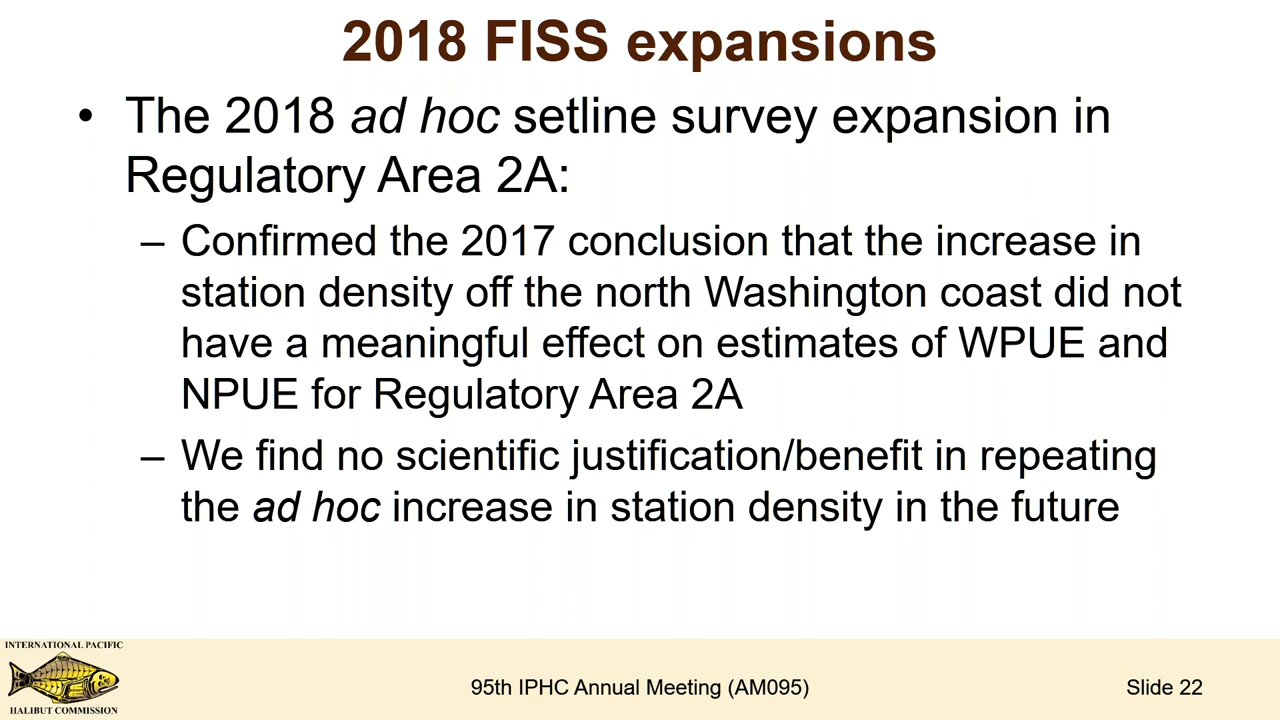 2018 FISS expansions
• The 2018 ad hoc setline survey expansion in
Regulatory Area 2A:
– Confirmed the 2017 conclusion that the increase in
station density off the north Washington coast did not
have a meaningful effect on estimates of WPUE and
NPUE for Regulatory Area 2A
– We find no scientific justification/benefit in repeating
the ad hoc increase in station density in the future
INTERNATIONAL PACIFIC
HALIBUT COMMISSION
95th IPHC Annual Meeting (AM095)
Slide 22